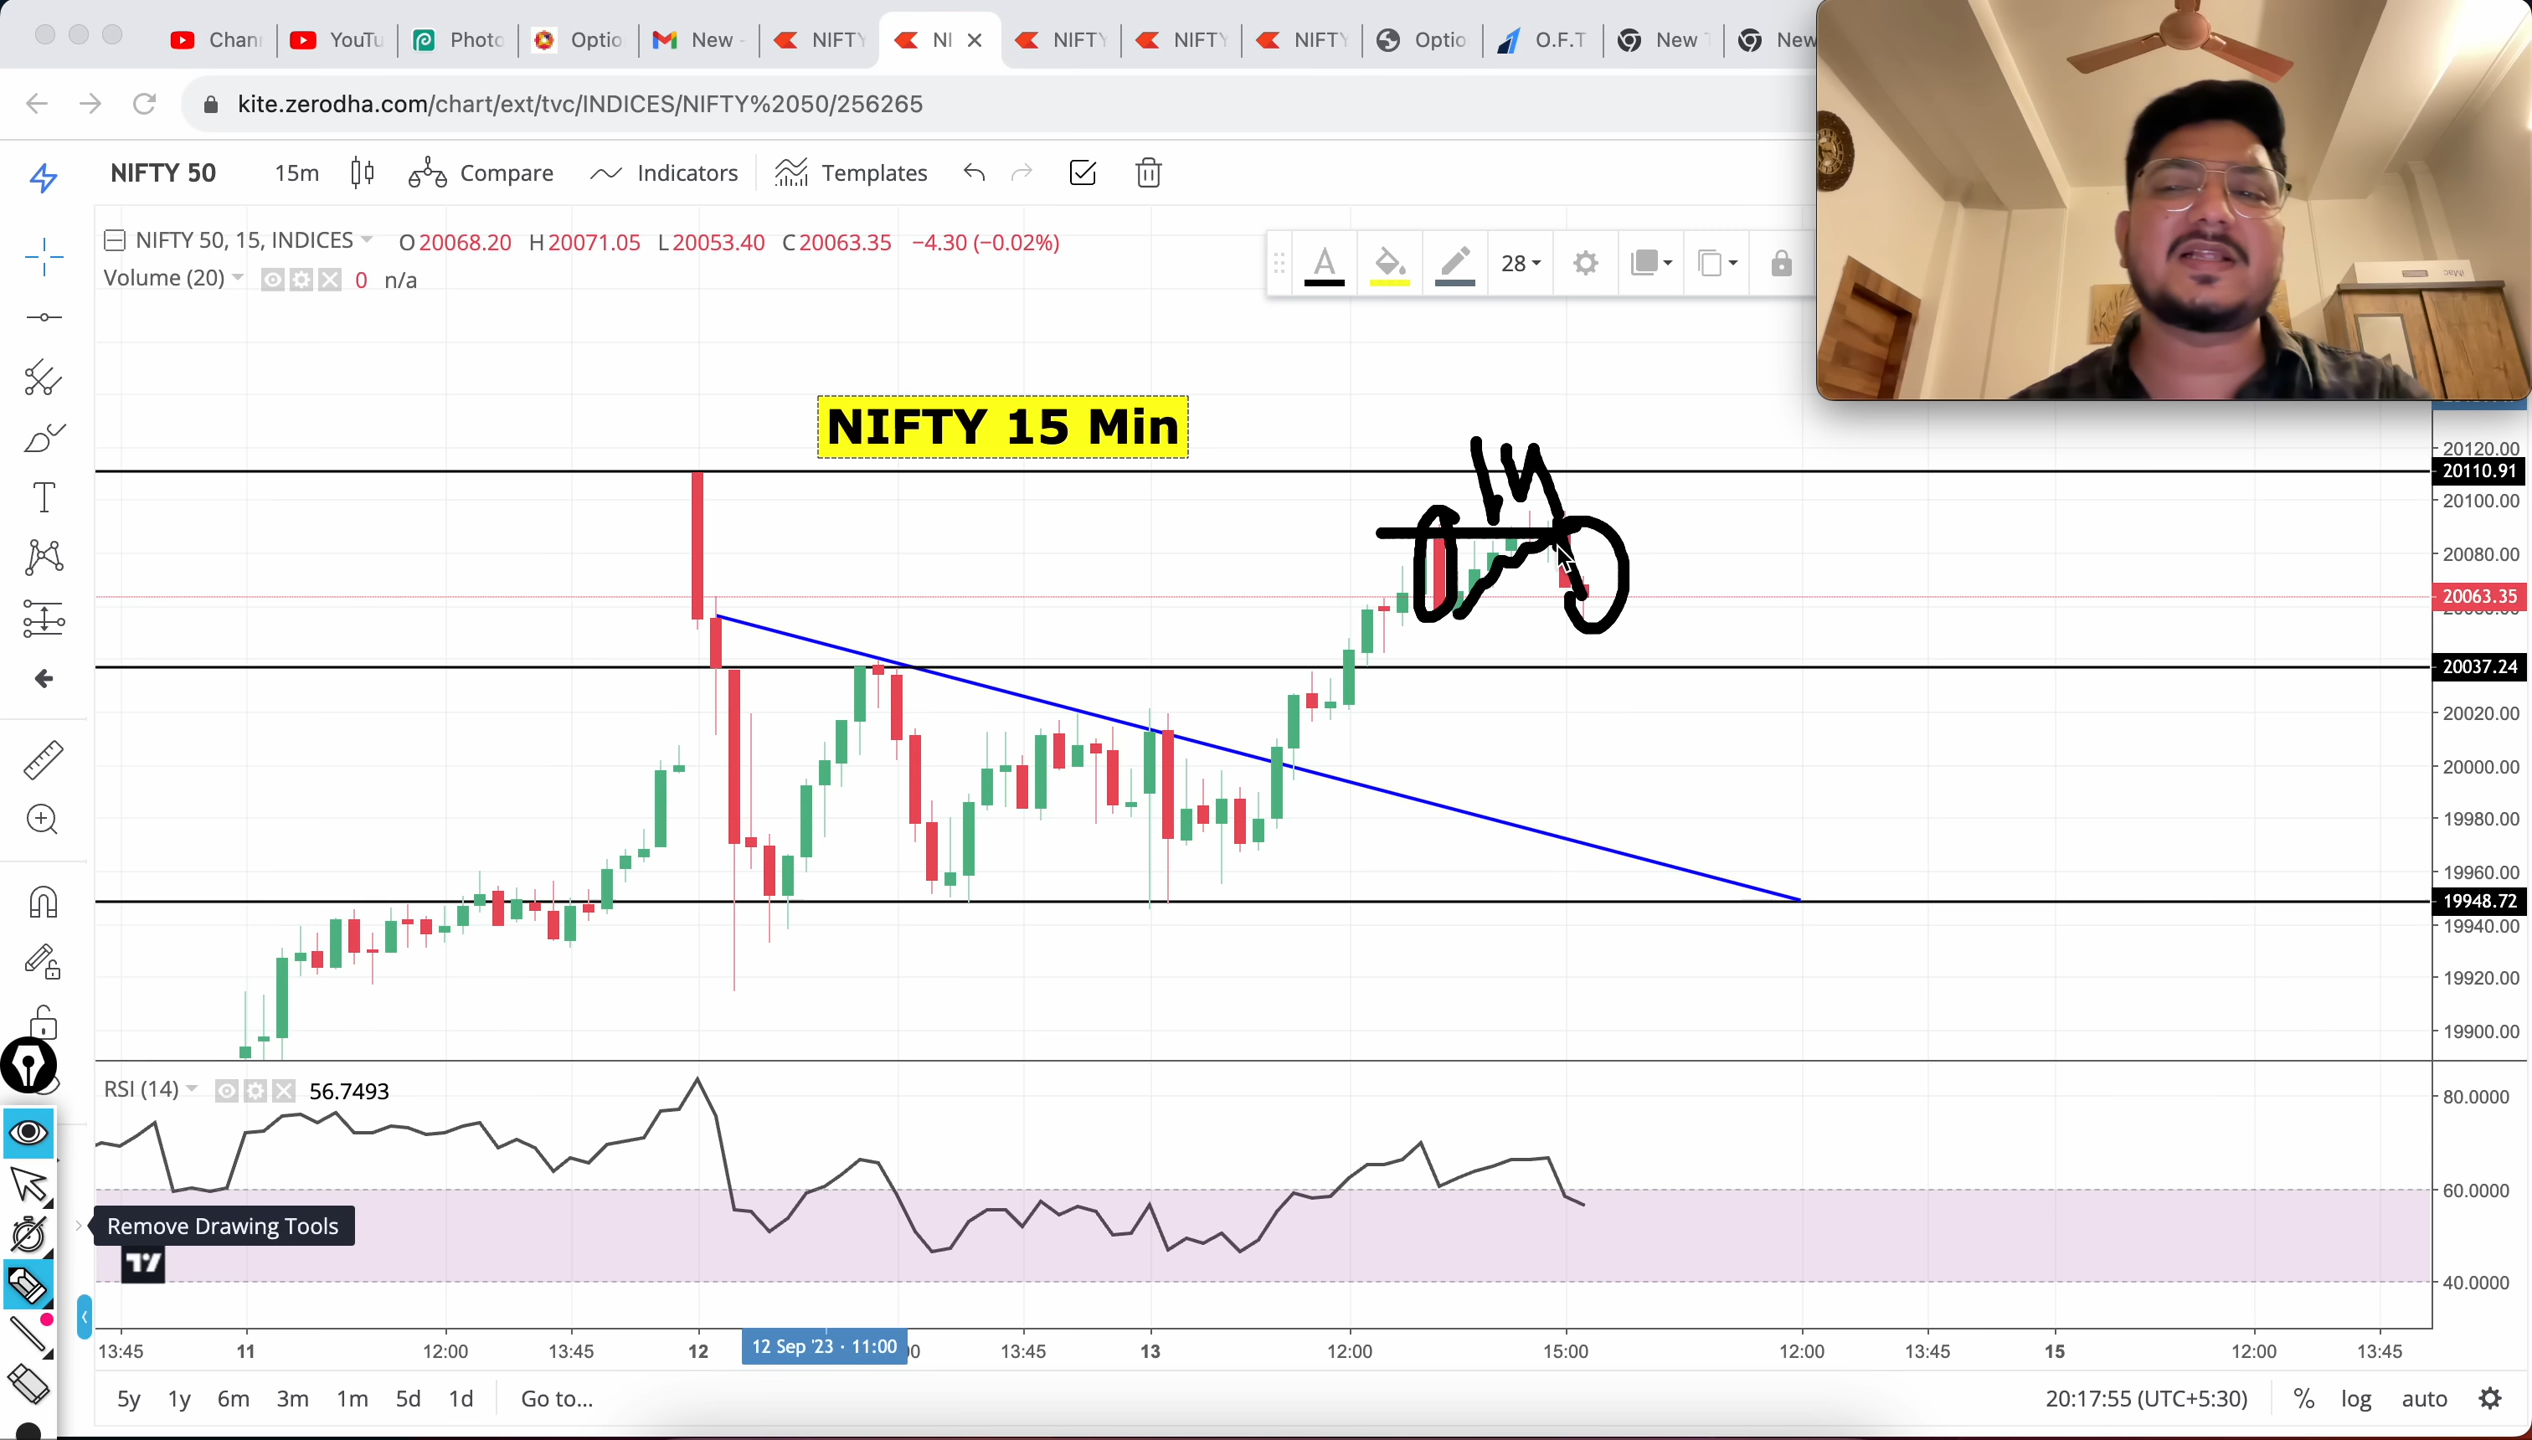 Chan
YouTu
Photo
Optio
New -
NIFTY
NI
NIFTY
NIFTY
NIFTY
Optio
O.F.T
New T
New
kite.zerodha.com/chart/ext/tvc/INDICES/NIFTY%2050/256265
NIFTY 50 15m Compare Indicators Templates
NIFTY 50, 15, INDICES O20068.20 H20071.05 L20053.40 C20063.35 −4.30 (−0.02%)
Volume (20) 0 n/a
28
NIFTY 15 Min
20120.00
20110.91
20100.00
20080.00
20063.35
20037.24
20020.00
20000.00
19980.00
19960.00
19948.72
19940.00
19920.00
19900.00
RSI (14) 56.7493
80.0000
60.0000
40.0000
Remove Drawing Tools
13:45 11 12:00 13:45 12 12 Sep '23 · 11:00 13:45 13 12:00 15:00 12:00 13:45 15 12:00 13:45
5y 1y 6m 3m 1m 5d 1d Go to... 20:17:55 (UTC+5:30) % log auto